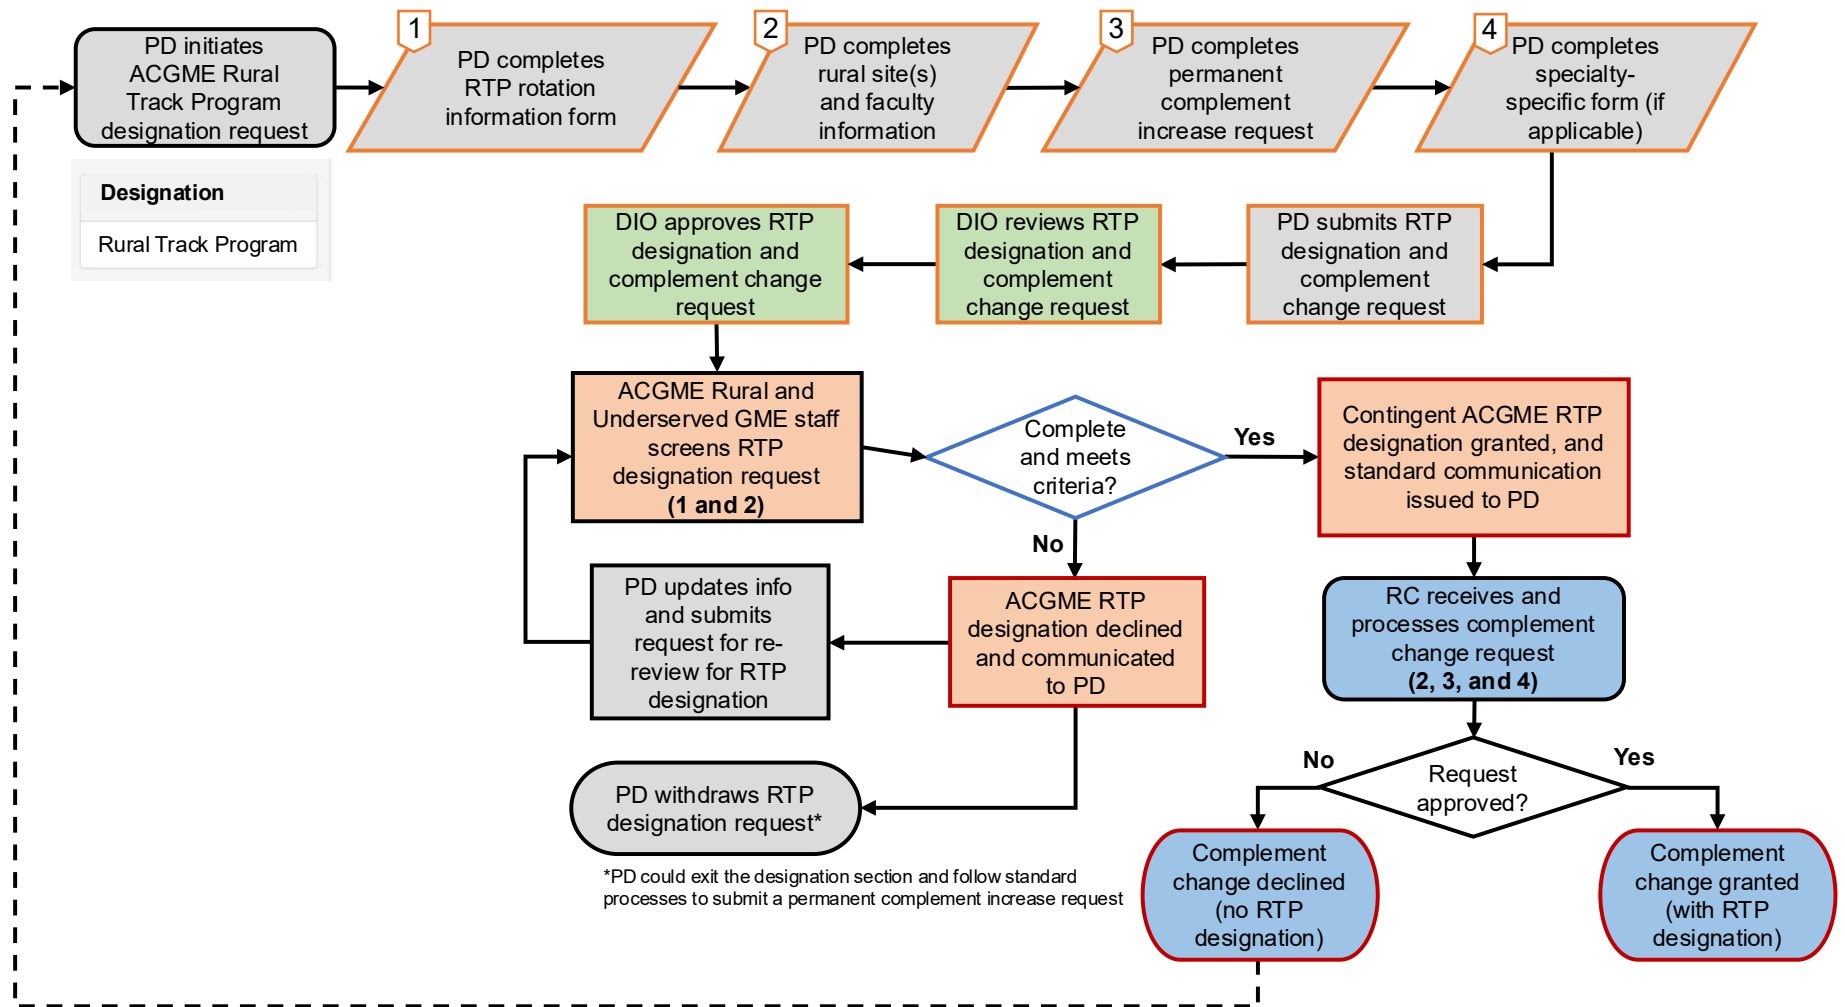 PD initiates
ACGME Rural
Track Program
designation request
1
PD completes
RTP rotation
information form
2
PD completes
rural site(s)
and faculty
information
3
PD completes
permanent
complement
increase request
4
PD completes
specialty-
specific form (if
applicable)
Designation
Rural Track Program
DIO approves RTP
designation and
complement change
request
DIO reviews RTP
designation and
complement
change request
PD submits RTP
designation and
complement
change request
ACGME Rural and
Underserved GME staff
screens RTP
designation request
(1 and 2)
Complete
and meets
criteria?
Yes
Contingent ACGME RTP
designation granted, and
standard communication
issued to PD
No
PD updates info
and submits
request for re-
review for RTP
designation
ACGME RTP
designation declined
and communicated
to PD
RC receives and
processes complement
change request
(2, 3, and 4)
PD withdraws RTP
designation request*
*PD could exit the designation section and follow standard
processes to submit a permanent complement increase request
No
Request
approved?
Yes
Complement
change declined
(no RTP
designation)
Complement
change granted
(with RTP
designation)